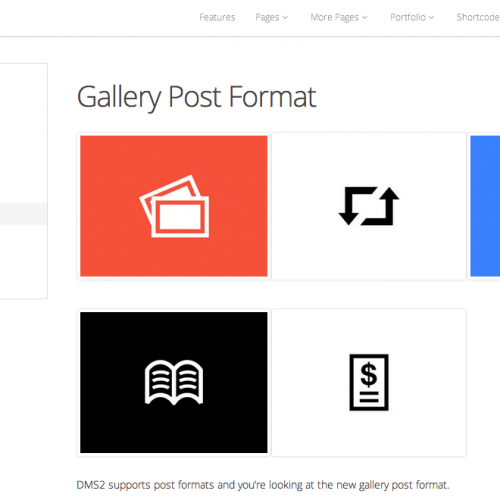 Features Pages More Pages Portfolio Shortcode
Gallery Post Format
$
DMS2 supports post formats and you're looking at the new gallery post format.